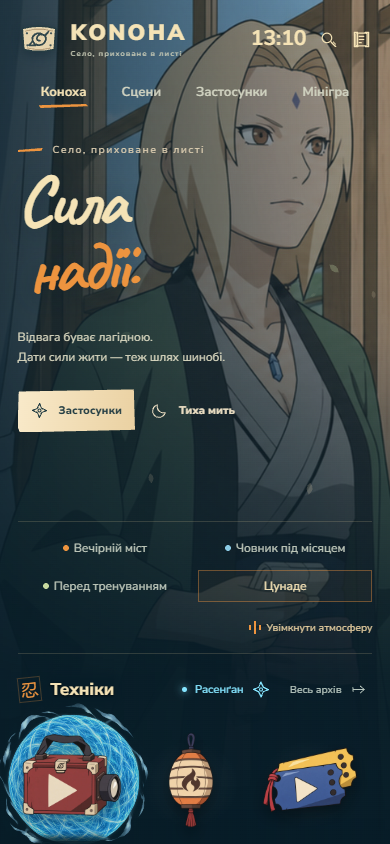 KONOHA
Село, приховане в листі
13:10
Коноха Сцени Застосунки Мінігра
Село, приховане в листі
Сила
надії:
Відвага буває лагідною.
Дати сили жити — теж шлях шинобі.
Застосунки Тиха мить
Вечірній міст Човник під місяцем
Перед тренуванням Цунаде
Увімкнути атмосферу
忍 Техніки Расенґан Весь архів